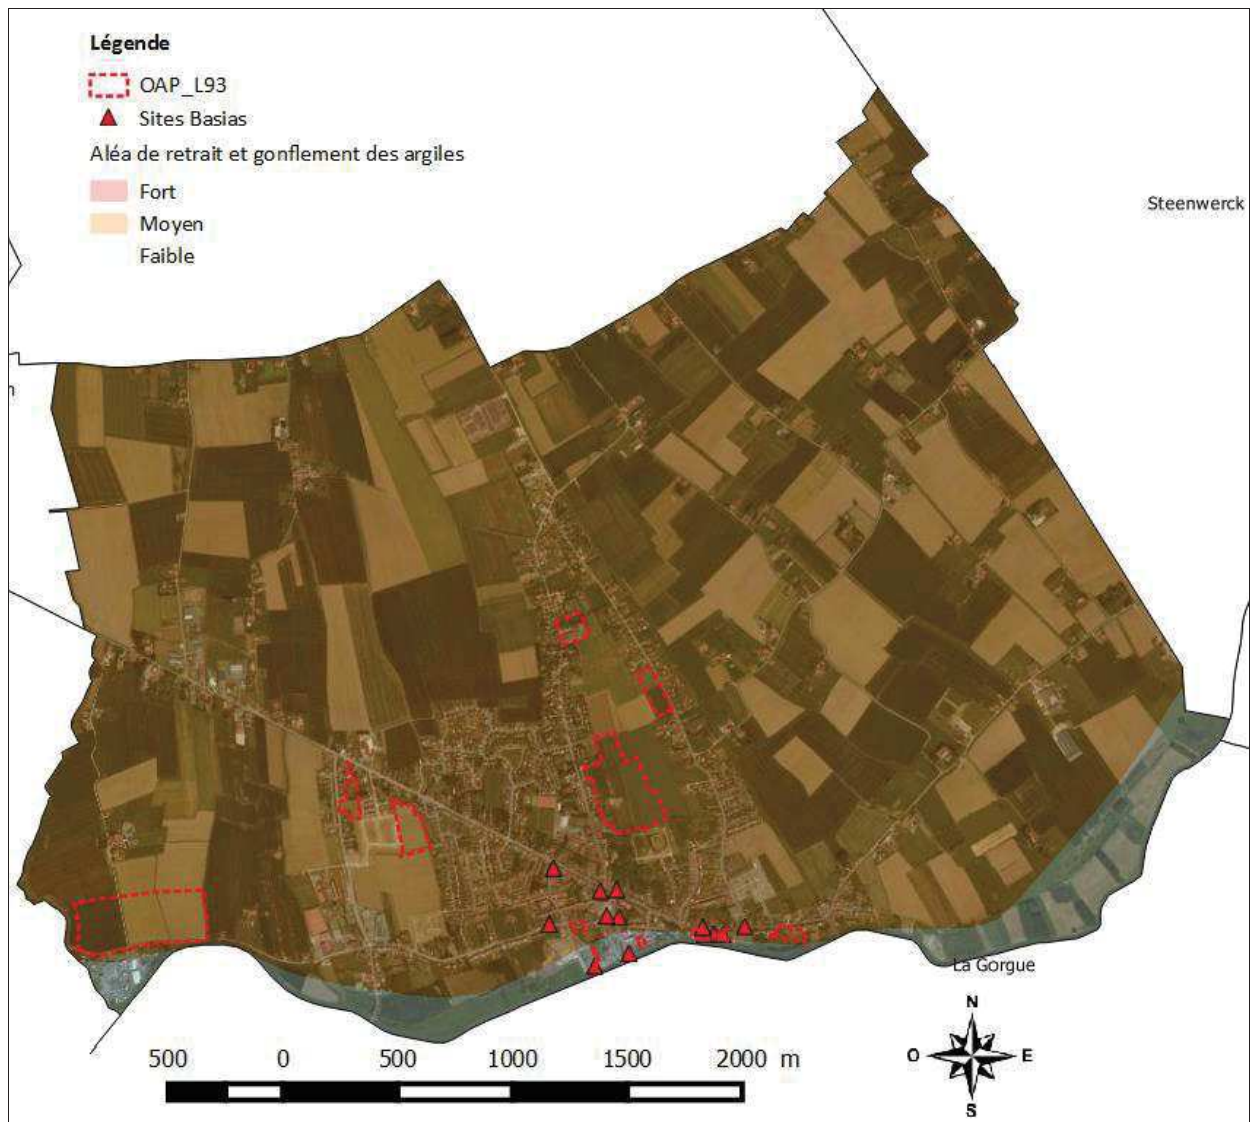 Légende
OAP_L93
Sites Basias
Aléa de retrait et gonflement des argiles
Fort
Moyen
Faible
Steenwerck
La Gorgue
500 0 500 1000 1500 2000 m
N
O E
S